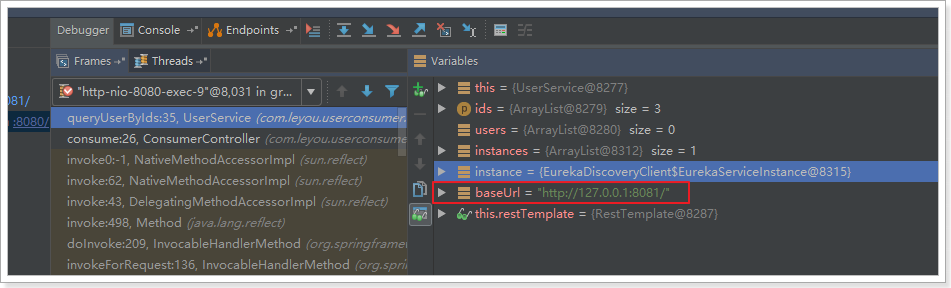 Debugger Console Endpoints
Frames Threads
Variables
"http-nio-8080-exec-9"@8,031 in gr...
081/
:8080/
queryUserByIds:35, UserService (com.leyou.userconsumer.
consume:26, ConsumerController (com.leyou.userconsume
invoke0:-1, NativeMethodAccessorImpl (sun.reflect)
invoke:62, NativeMethodAccessorImpl (sun.reflect)
invoke:43, DelegatingMethodAccessorImpl (sun.reflect)
invoke:498, Method (java.lang.reflect)
doInvoke:209, InvocableHandlerMethod (org.springframew
invokeForRequest:136, InvocableHandlerMethod (org.sprin
this = {UserService@8277}
ids = {ArrayList@8279} size = 3
users = {ArrayList@8280} size = 0
instances = {ArrayList@8312} size = 1
instance = {EurekaDiscoveryClient$EurekaServiceInstance@8315}
baseUrl = "http://127.0.0.1:8081/"
this.restTemplate = {RestTemplate@8287}